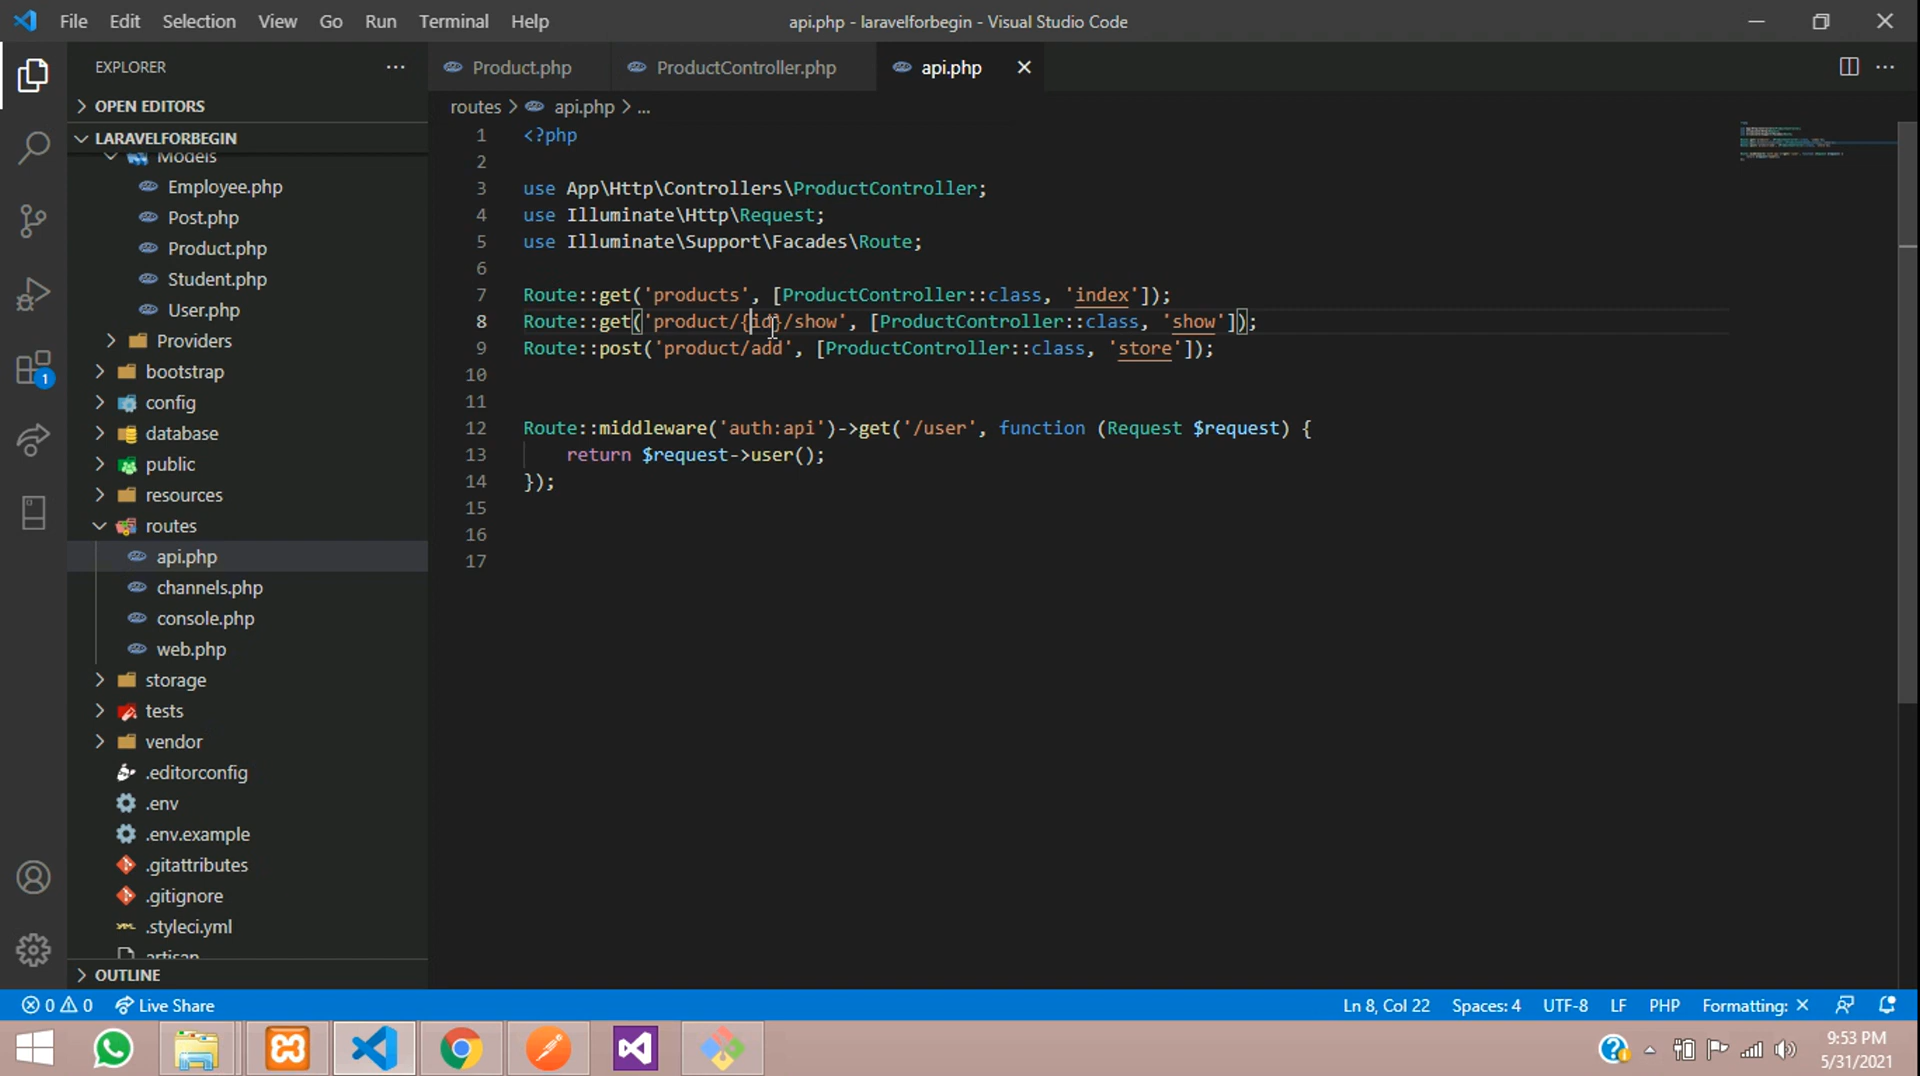 File Edit Selection View Go Run Terminal Help
api.php - laravelforbegin - Visual Studio Code
EXPLORER
OPEN EDITORS
LARAVELFORBEGIN
Models
Employee.php
Post.php
Product.php
Student.php
User.php
Providers
bootstrap
config
database
public
resources
routes
api.php
channels.php
console.php
web.php
storage
tests
vendor
.editorconfig
.env
.env.example
.gitattributes
.gitignore
.styleci.yml
artisan
OUTLINE
Product.php ProductController.php api.php
routes > api.php > ...
1 <?php
2
3 use App\Http\Controllers\ProductController;
4 use Illuminate\Http\Request;
5 use Illuminate\Support\Facades\Route;
6
7 Route::get('products', [ProductController::class, 'index']);
8 Route::get('product/{id}/show', [ProductController::class, 'show']);
9 Route::post('product/add', [ProductController::class, 'store']);
10
11
12 Route::middleware('auth:api')->get('/user', function (Request $request) {
13 return $request->user();
14 });
15
16
17
1
0 0 Live Share
Ln 8, Col 22 Spaces: 4 UTF-8 LF PHP Formatting: ×
9:53 PM
5/31/2021